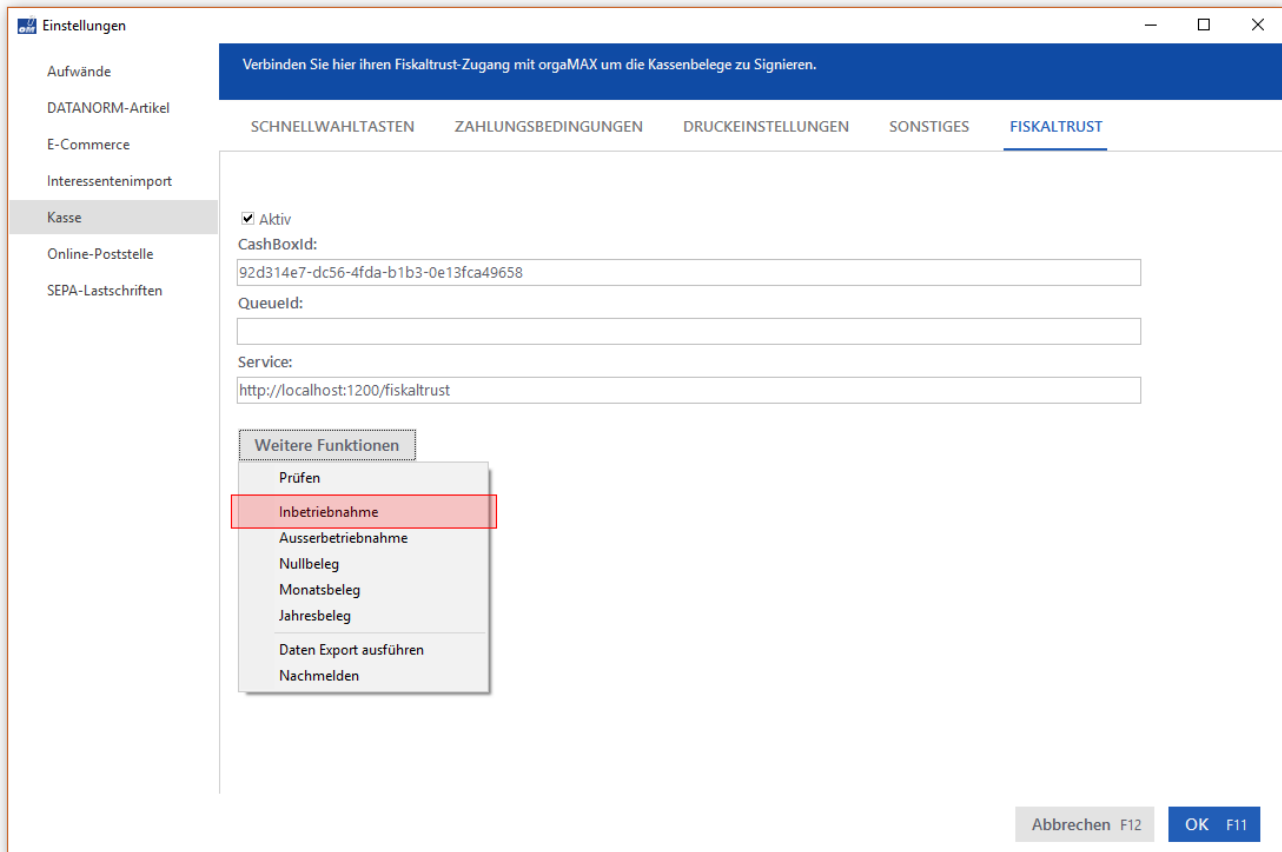 Einstellungen
Aufwände
DATANORM-Artikel
E-Commerce
Interessentenimport
Kasse
Online-Poststelle
SEPA-Lastschriften
Verbinden Sie hier ihren Fiskaltrust-Zugang mit orgaMAX um die Kassenbelege zu Signieren.
SCHNELLWAHLTASTEN ZAHLUNGSBEDINGUNGEN DRUCKEINSTELLUNGEN SONSTIGES FISKALTRUST
Aktiv
CashBoxId:
92d314e7-dc56-4fda-b1b3-0e13fca49658
QueueId:
Service:
http://localhost:1200/fiskaltrust
Weitere Funktionen
Prüfen
Inbetriebnahme
Ausserbetriebnahme
Nullbeleg
Monatsbeleg
Jahresbeleg
Daten Export ausführen
Nachmelden
Abbrechen F12 OK F11